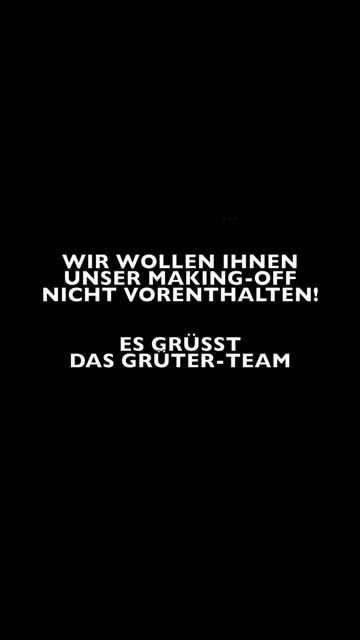 WIR WOLLEN IHNEN
UNSER MAKING-OFF
NICHT VORENTHALTEN!
ES GRÜSST
DAS GRÜTER-TEAM